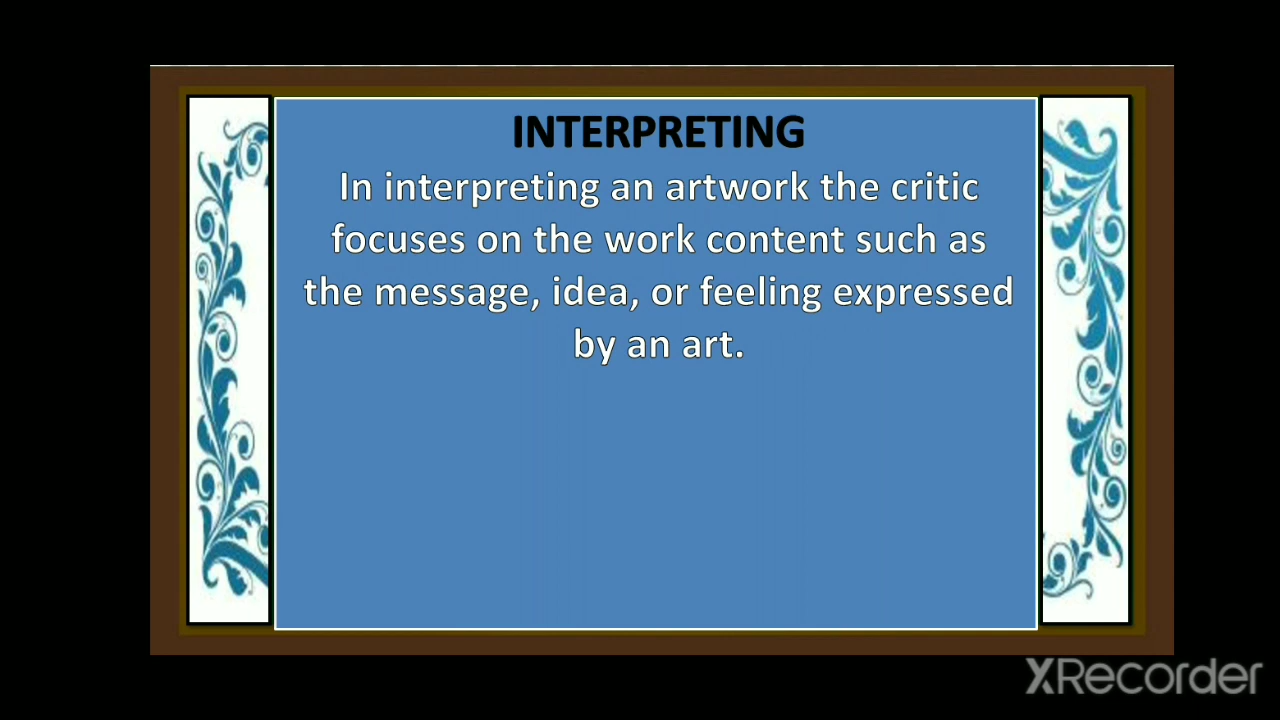 INTERPRETING
In interpreting an artwork the critic
focuses on the work content such as
the message, idea, or feeling expressed
by an art.
XRecorder